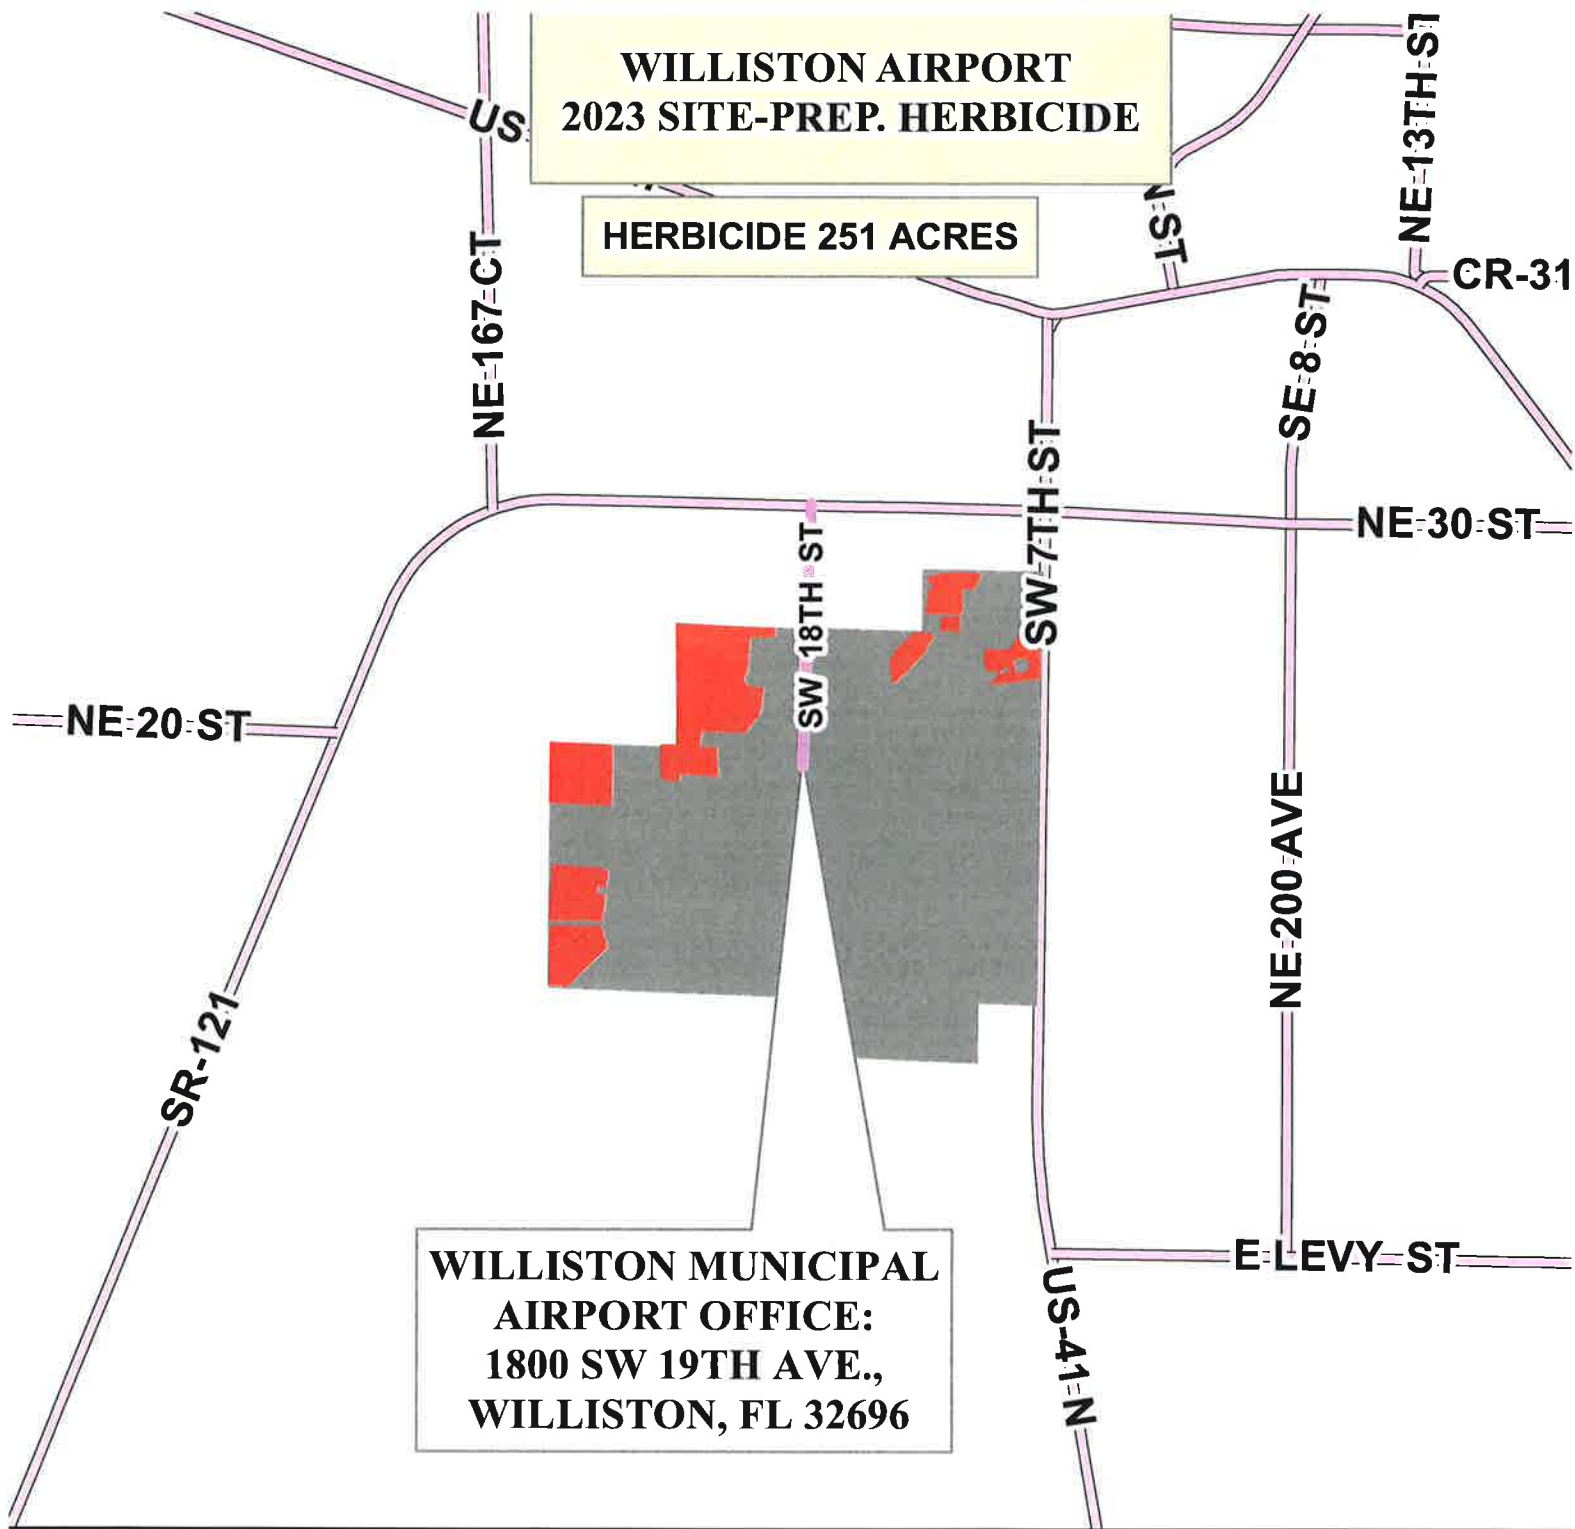 WILLISTON AIRPORT
2023 SITE-PREP. HERBICIDE
US-
HERBICIDE 251 ACRES
NE 167 CT
N ST
NE 13TH ST
CR-31
SE 8 ST
SW 7TH ST
NE 30 ST
SW 18TH ST
NE 20 ST
NE 200 AVE
SR-121
E LEVY ST
US-41 N
WILLISTON MUNICIPAL
AIRPORT OFFICE:
1800 SW 19TH AVE.,
WILLISTON, FL 32696